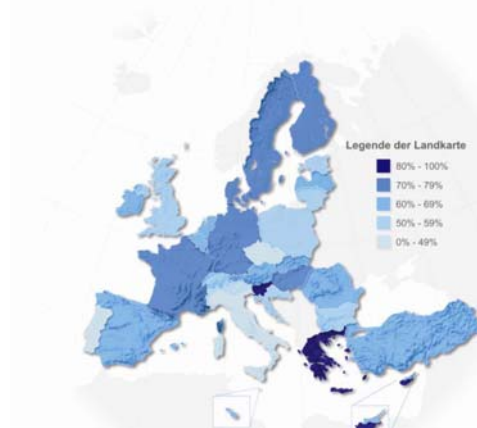 Legende der Landkarte
80% - 100%
70% - 79%
60% - 69%
50% - 59%
0% - 49%